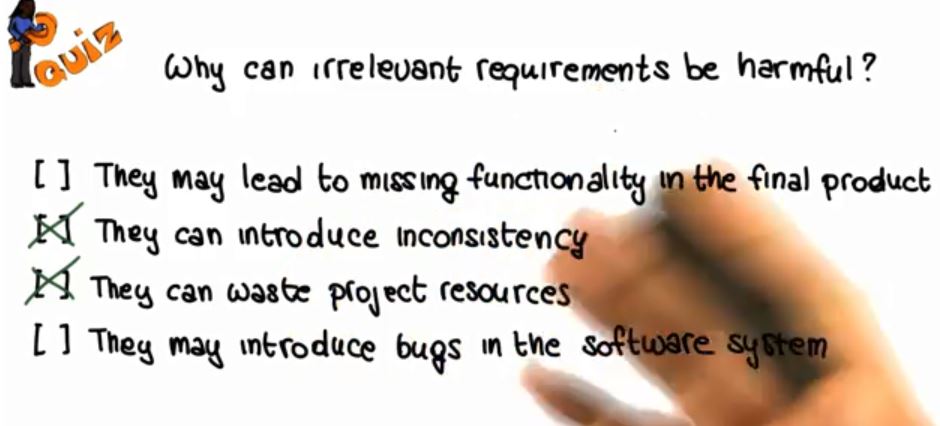 QUIZ
Why can irrelevant requirements be harmful?
[ ] They may lead to missing functionality in the final product
[X] They can introduce inconsistency
[X] They can waste project resources
[ ] They may introduce bugs in the software system